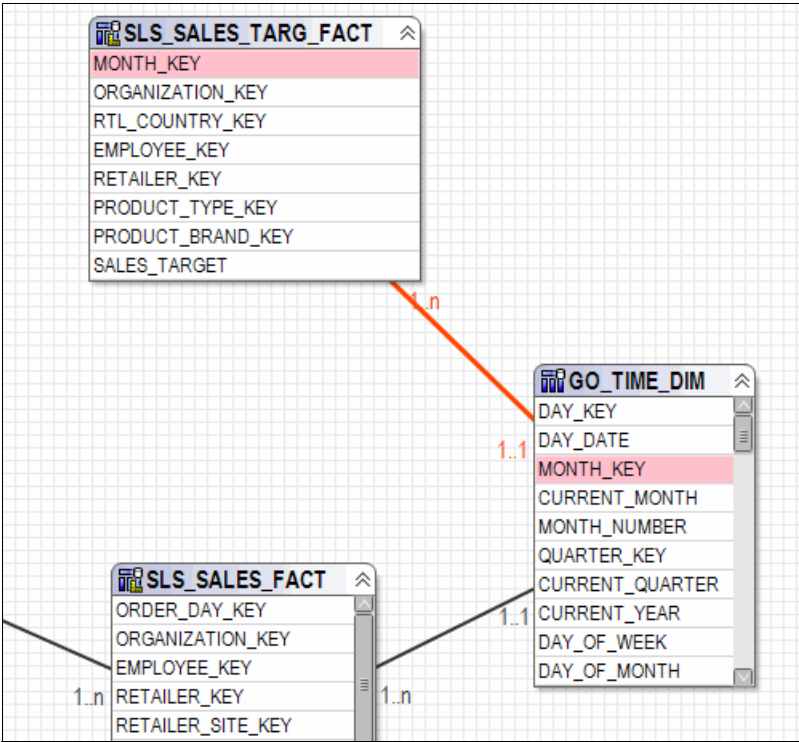 SLS_SALES_TARG_FACT
MONTH_KEY
ORGANIZATION_KEY
RTL_COUNTRY_KEY
EMPLOYEE_KEY
RETAILER_KEY
PRODUCT_TYPE_KEY
PRODUCT_BRAND_KEY
SALES_TARGET
1..n
1..1
GO_TIME_DIM
DAY_KEY
DAY_DATE
MONTH_KEY
CURRENT_MONTH
MONTH_NUMBER
QUARTER_KEY
CURRENT_QUARTER
CURRENT_YEAR
DAY_OF_WEEK
DAY_OF_MONTH
1..1
SLS_SALES_FACT
ORDER_DAY_KEY
ORGANIZATION_KEY
EMPLOYEE_KEY
RETAILER_KEY
RETAILER_SITE_KEY
1..n
1..n